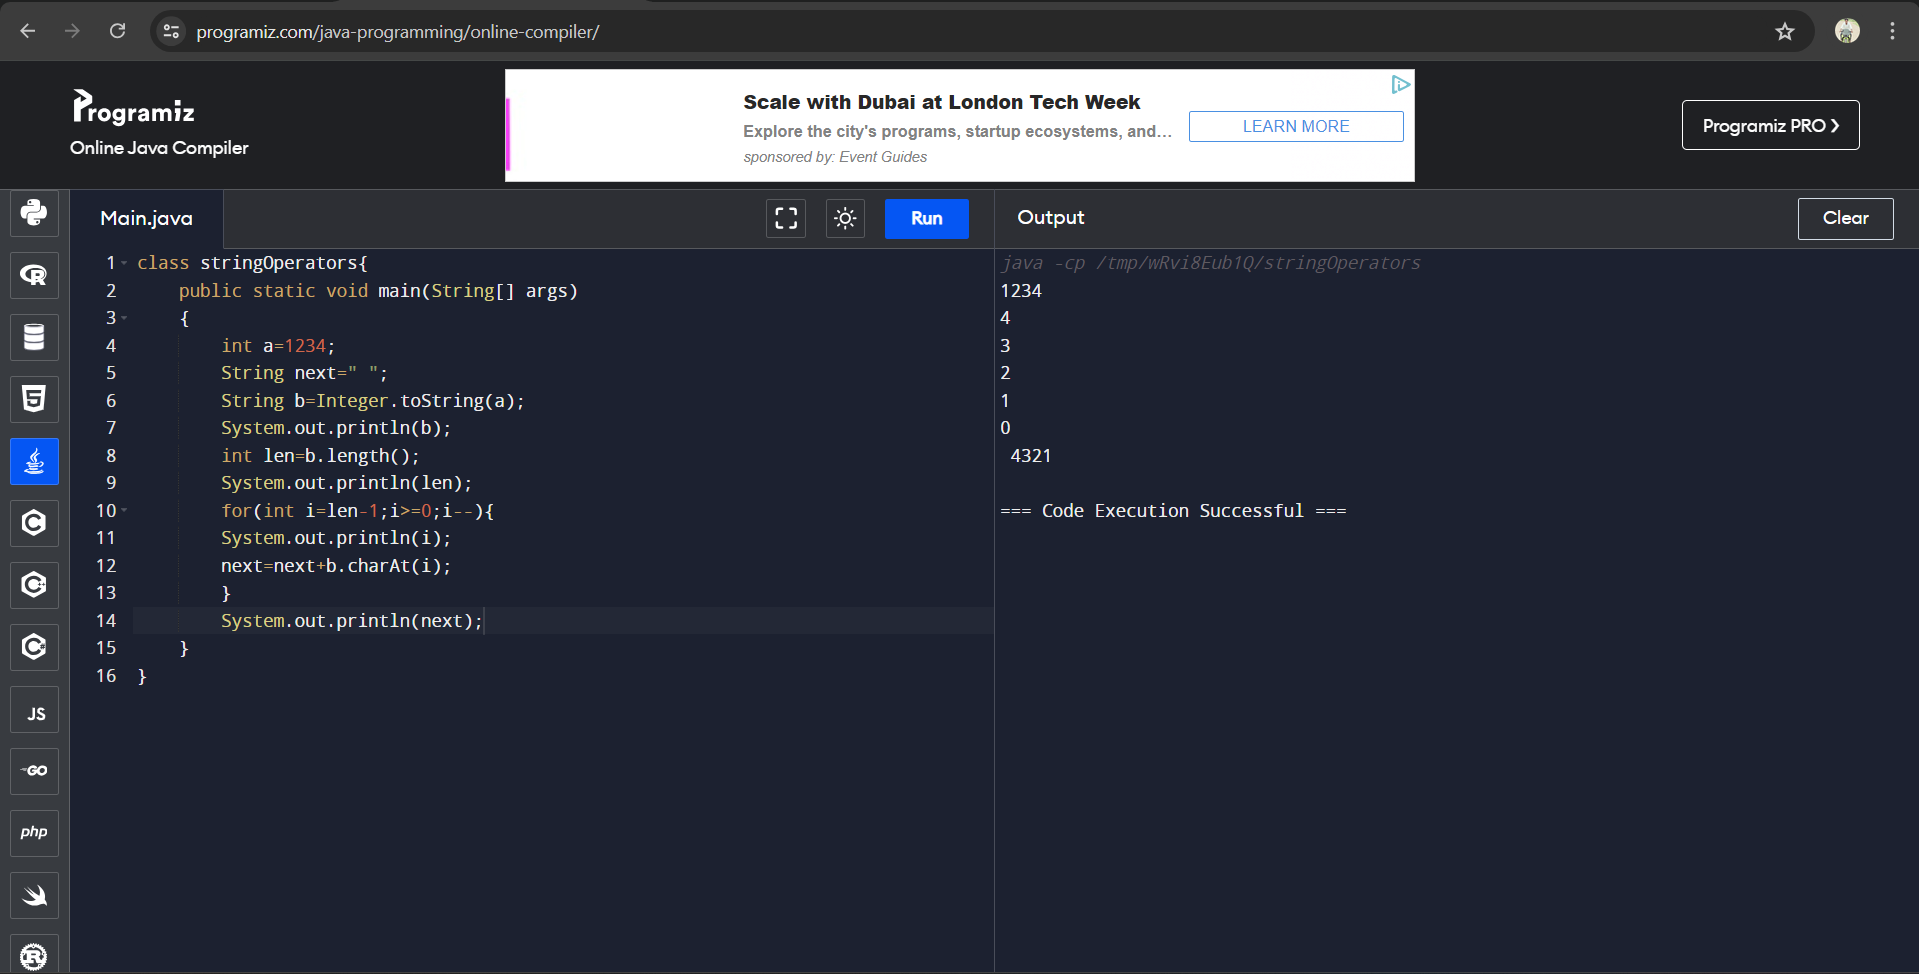 programiz.com/java-programming/online-compiler/
Programiz
Online Java Compiler
Scale with Dubai at London Tech Week
Explore the city's programs, startup ecosystems, and...
sponsored by: Event Guides
LEARN MORE
Programiz PRO ❯
Main.java
Run
1 class stringOperators{
2 public static void main(String[] args)
3 {
4 int a=1234;
5 String next=" ";
6 String b=Integer.toString(a);
7 System.out.println(b);
8 int len=b.length();
9 System.out.println(len);
10 for(int i=len-1;i>=0;i--){
11 System.out.println(i);
12 next=next+b.charAt(i);
13 }
14 System.out.println(next);
15 }
16 }
Output
Clear
java -cp /tmp/wRvi8Eub1Q/stringOperators
1234
4
3
2
1
0
4321
=== Code Execution Successful ===
R
5
C
C++
C#
JS
GO
php
R